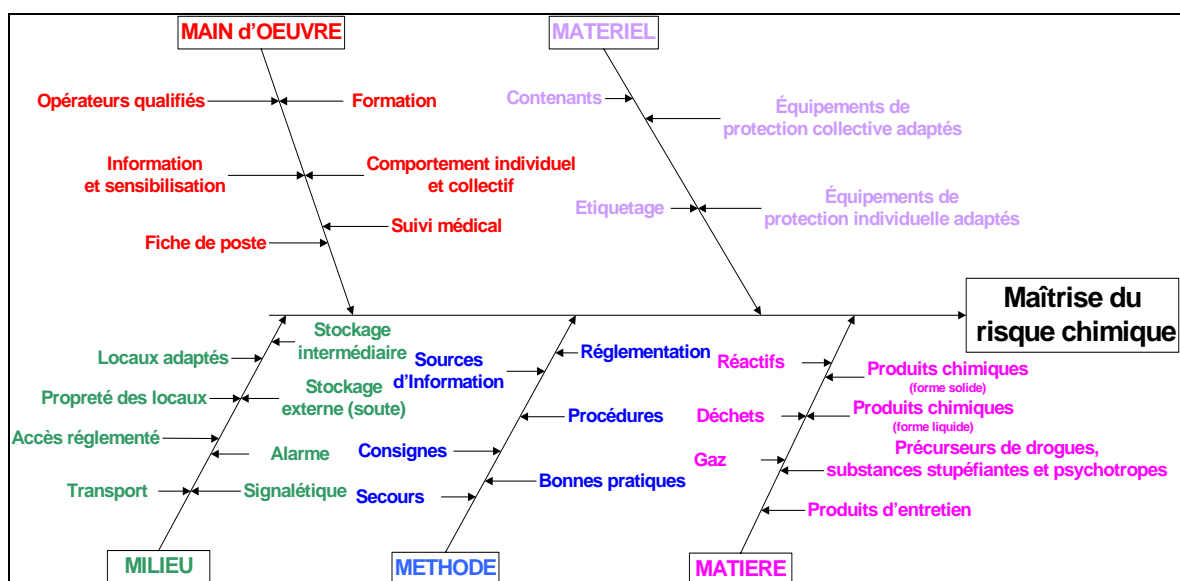 MAIN d'OEUVRE
MATERIEL
Opérateurs qualifiés
Formation
Information
et sensibilisation
Comportement individuel
et collectif
Suivi médical
Fiche de poste
Contenants
Équipements de
protection collective adaptés
Etiquetage
Équipements de
protection individuelle adaptés
Maîtrise du
risque chimique
Stockage
intermédiaire
Locaux adaptés
Propreté des locaux
Stockage
externe (soute)
Accès réglementé
Alarme
Transport
Signalétique
Réglementation
Sources
d'Information
Procédures
Consignes
Bonnes pratiques
Secours
Réactifs
Produits chimiques
(forme solide)
Déchets
Produits chimiques
(forme liquide)
Gaz
Précurseurs de drogues,
substances stupéfiantes et psychotropes
Produits d'entretien
MILIEU
METHODE
MATIERE